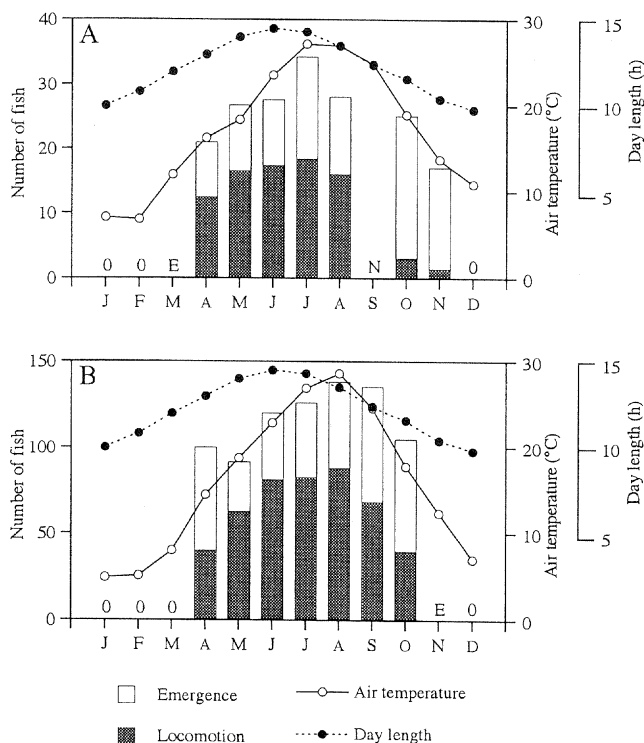 A
40
30
20
10
0
Number of fish
30
20
10
0
Air temperature (°C)
15
10
5
Day length (h)
0 0 E N 0
J F M A M J J A S O N D
B
150
100
50
0
Number of fish
30
20
10
0
Air temperature (°C)
15
10
5
Day length (h)
0 0 0 E 0
J F M A M J J A S O N D
Emergence Air temperature
Locomotion Day length